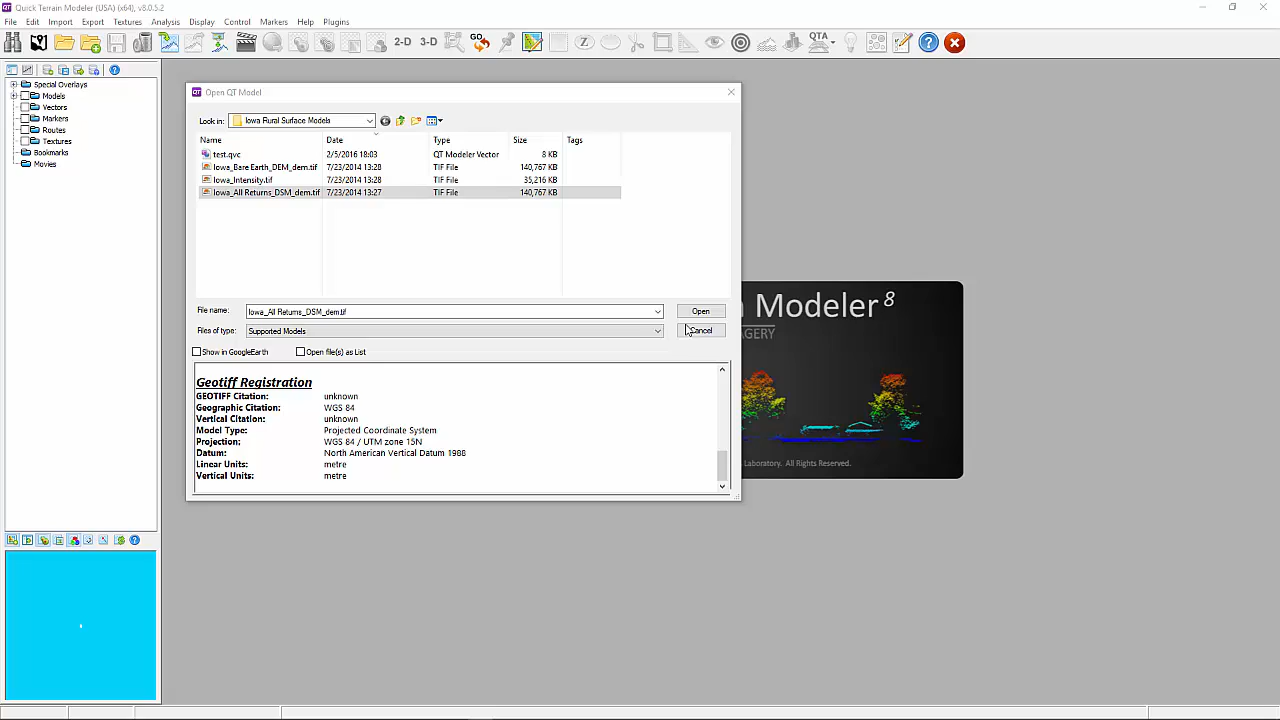 Quick Terrain Modeler (USA) (x64), v8.0.5.2
File Edit Import Export Textures Analysis Display Control Markers Help Plugins
2-D 3-D GO QTA
Special Overlays
Models
Vectors
Markers
Routes
Textures
Bookmarks
Movies
QT Open QT Model
Look in: Iowa Rural Surface Models
Name Date Type Size Tags
test.qvc 2/5/2016 18:03 QT Modeler Vector 8 KB
Iowa_Bare Earth_DEM_dem.tif 7/23/2014 13:28 TIF File 140,767 KB
Iowa_Intensity.tif 7/23/2014 13:28 TIF File 35,216 KB
Iowa_All Returns_DSM_dem.tif 7/23/2014 13:27 TIF File 140,767 KB
File name: Iowa_All Returns_DSM_dem.tif Open
Files of type: Supported Models Cancel
Show in GoogleEarth Open file(s) as List
Geotiff Registration
GEOTIFF Citation: unknown
Geographic Citation: WGS 84
Vertical Citation: unknown
Model Type: Projected Coordinate System
Projection: WGS 84 / UTM zone 15N
Datum: North American Vertical Datum 1988
Linear Units: metre
Vertical Units: metre
Modeler 8
AGERY
Laboratory. All Rights Reserved.